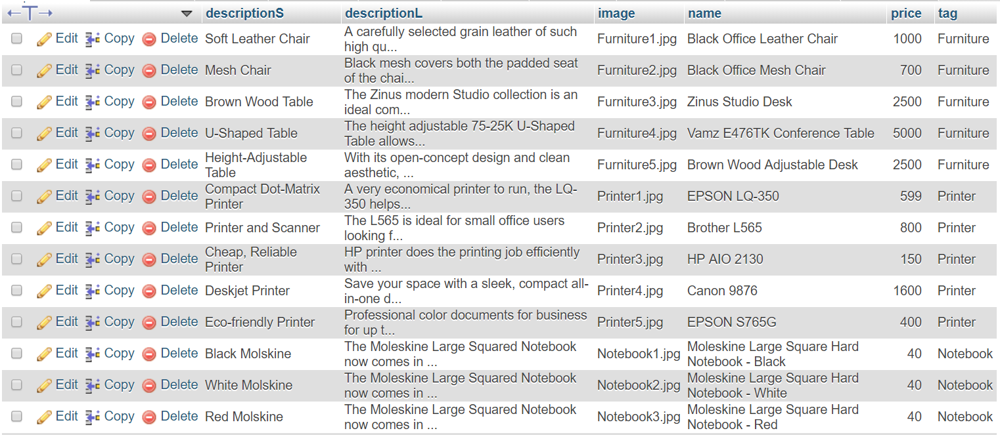 descriptionS descriptionL image name price tag
Edit Copy Delete Soft Leather Chair A carefully selected grain leather of such high qu... Furniture1.jpg Black Office Leather Chair 1000 Furniture
Edit Copy Delete Mesh Chair Black mesh covers both the padded seat of the chai... Furniture2.jpg Black Office Mesh Chair 700 Furniture
Edit Copy Delete Brown Wood Table The Zinus modern Studio collection is an ideal com... Furniture3.jpg Zinus Studio Desk 2500 Furniture
Edit Copy Delete U-Shaped Table The height adjustable 75-25K U-Shaped Table allows... Furniture4.jpg Vamz E476TK Conference Table 5000 Furniture
Edit Copy Delete Height-Adjustable Table With its open-concept design and clean aesthetic, ... Furniture5.jpg Brown Wood Adjustable Desk 2500 Furniture
Edit Copy Delete Compact Dot-Matrix Printer A very economical printer to run, the LQ-350 helps... Printer1.jpg EPSON LQ-350 599 Printer
Edit Copy Delete Printer and Scanner The L565 is ideal for small office users looking f... Printer2.jpg Brother L565 800 Printer
Edit Copy Delete Cheap, Reliable Printer HP printer does the printing job efficiently with ... Printer3.jpg HP AIO 2130 150 Printer
Edit Copy Delete Deskjet Printer Save your space with a sleek, compact all-in-one d... Printer4.jpg Canon 9876 1600 Printer
Edit Copy Delete Eco-friendly Printer Professional color documents for business for up t... Printer5.jpg EPSON S765G 400 Printer
Edit Copy Delete Black Molskine The Moleskine Large Squared Notebook now comes in ... Notebook1.jpg Moleskine Large Square Hard Notebook - Black 40 Notebook
Edit Copy Delete White Molskine The Moleskine Large Squared Notebook now comes in ... Notebook2.jpg Moleskine Large Square Hard Notebook - White 40 Notebook
Edit Copy Delete Red Molskine The Moleskine Large Squared Notebook now comes in ... Notebook3.jpg Moleskine Large Square Hard Notebook - Red 40 Notebook